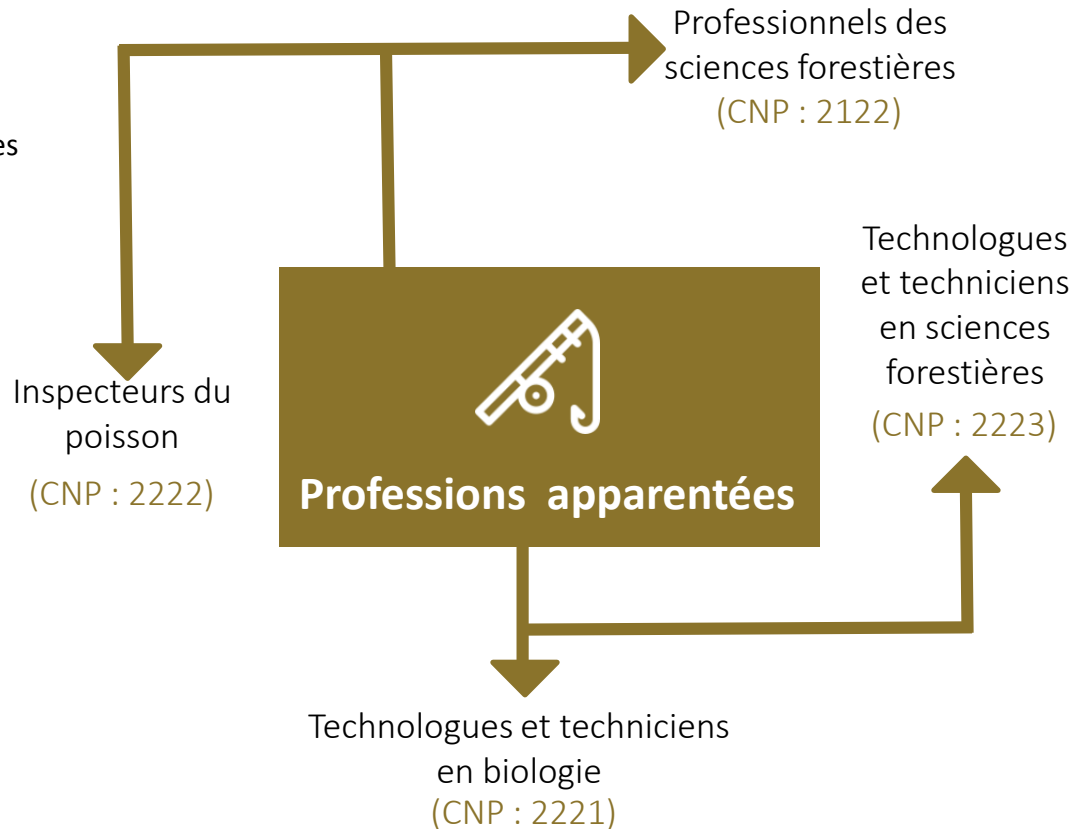 Professionnels des
sciences forestières
(CNP : 2122)
es
Technologues
et techniciens
en sciences
forestières
(CNP : 2223)
Inspecteurs du
poisson
(CNP : 2222)
Professions apparentées
Technologues et techniciens
en biologie
(CNP : 2221)